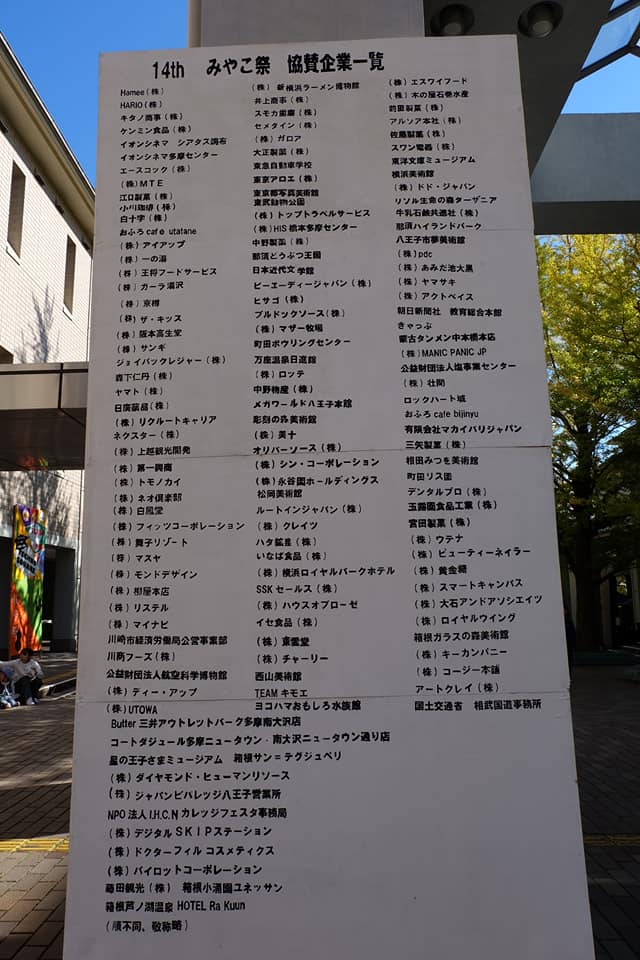 14th みやこ祭 協賛企業一覧
Hamee(株)
HARIO(株)
キタノ商事(株)
ケンミン食品(株)
イオンシネマ シアタス調布
イオンシネマ多摩センター
エースコック(株)
(株)MTE
江口製菓(株)
小川珈琲(株)
白十字(株)
おふろcafe utatane
(株)アイアップ
(株)一の湯
(株)王将フードサービス
(株)ガーラ湯沢
(株)京樽
(株)ザ・キッス
(株)阪本高生堂
(株)サンギ
ジョイパックレジャー(株)
森下仁丹(株)
ヤマト(株)
日廣薬品(株)
(株)リクルートキャリア
ネクスター(株)
(株)上越観光開発
(株)第一興商
(株)トモノカイ
(株)ネオ倶楽部
(株)白鳳堂
(株)フィッツコーポレーション
(株)舞子リゾート
(株)マスヤ
(株)モンドデザイン
(株)柳屋本店
(株)リステル
(株)マイナビ
川崎市経済労働局公営事業部
川商フーズ(株)
公益財団法人航空科学博物館
(株)ティー・アップ
(株)UTOWA
(株)新横浜ラーメン博物館
井上商事(株)
スモカ歯磨(株)
セメダイン(株)
(株)ガロア
大正製薬(株)
東急自動車学校
東京アロエ(株)
東京都写真美術館
東武動物公園
(株)トップトラベルサービス
(株)HIS橋本多摩センター
中野製薬(株)
那須どうぶつ王国
日本近代文学館
ピーエーディージャパン(株)
ヒサゴ(株)
ブルドックソース(株)
(株)マザー牧場
町田ボウリングセンター
万座温泉日進館
(株)ロッテ
中野物産(株)
メガワールド八王子本館
彫刻の森美術館
(株)美十
オリバーソース(株)
(株)シン・コーポレーション
(株)永谷園ホールディングス
松岡美術館
ルートインジャパン(株)
(株)クレイツ
ハタ鉱産(株)
いなば食品(株)
(株)横浜ロイヤルパークホテル
SSKセールス(株)
(株)ハウスオブローゼ
イセ食品(株)
(株)東雲堂
(株)チャーリー
西山美術館
TEAMキモエ
ヨコハマおもしろ水族館
(株)エスワイフード
(株)木の屋石巻水産
前田製菓(株)
アルソア本社(株)
佐藤製薬(株)
スワン電器(株)
東洋文庫ミュージアム
横浜美術館
(株)ドド・ジャパン
リソル生命の森ターザニア
牛乳石鹸共進社(株)
那須ハイランドパーク
八王子市夢美術館
(株)pdc
(株)あみだ池大黒
(株)ヤマサキ
(株)アクトベイス
朝日新聞社 教育総合本館
きゃっぷ
蒙古タンメン中本橋本店
(株)MANIC PANIC JP
公益財団法人塩事業センター
(株)壮関
ロックハート城
おふろcafe bijinyu
有限会社マカイバリジャパン
三矢製菓(株)
相田みつを美術館
町田リス園
デンタルプロ(株)
玉露園食品工業(株)
宮田製菓(株)
(株)ウテナ
(株)ビューティーネイラー
(株)黄金糖
(株)スマートキャンバス
(株)大石アンドアソシエイツ
(株)ロイヤルウイング
箱根ガラスの森美術館
(株)キーカンパニー
(株)コージー本舗
アートクレイ(株)
国土交通省 相武国道事務所
Butter 三井アウトレットパーク多摩南大沢店
コートダジュール多摩ニュータウン・南大沢ニュータウン通り店
星の王子さまミュージアム 箱根サン=テグジュペリ
(株)ダイヤモンド・ヒューマンリソース
(株)ジャパンビバレッジ八王子営業所
NPO法人I.H.C.Nカレッジフェスタ事務局
(株)デジタルSKIPステーション
(株)ドクターフィル コスメティクス
(株)パイロットコーポレーション
藤田観光(株) 箱根小涌園ユネッサン
箱根芦ノ湖温泉 HOTEL Ra Kuun
(順不同、敬称略)